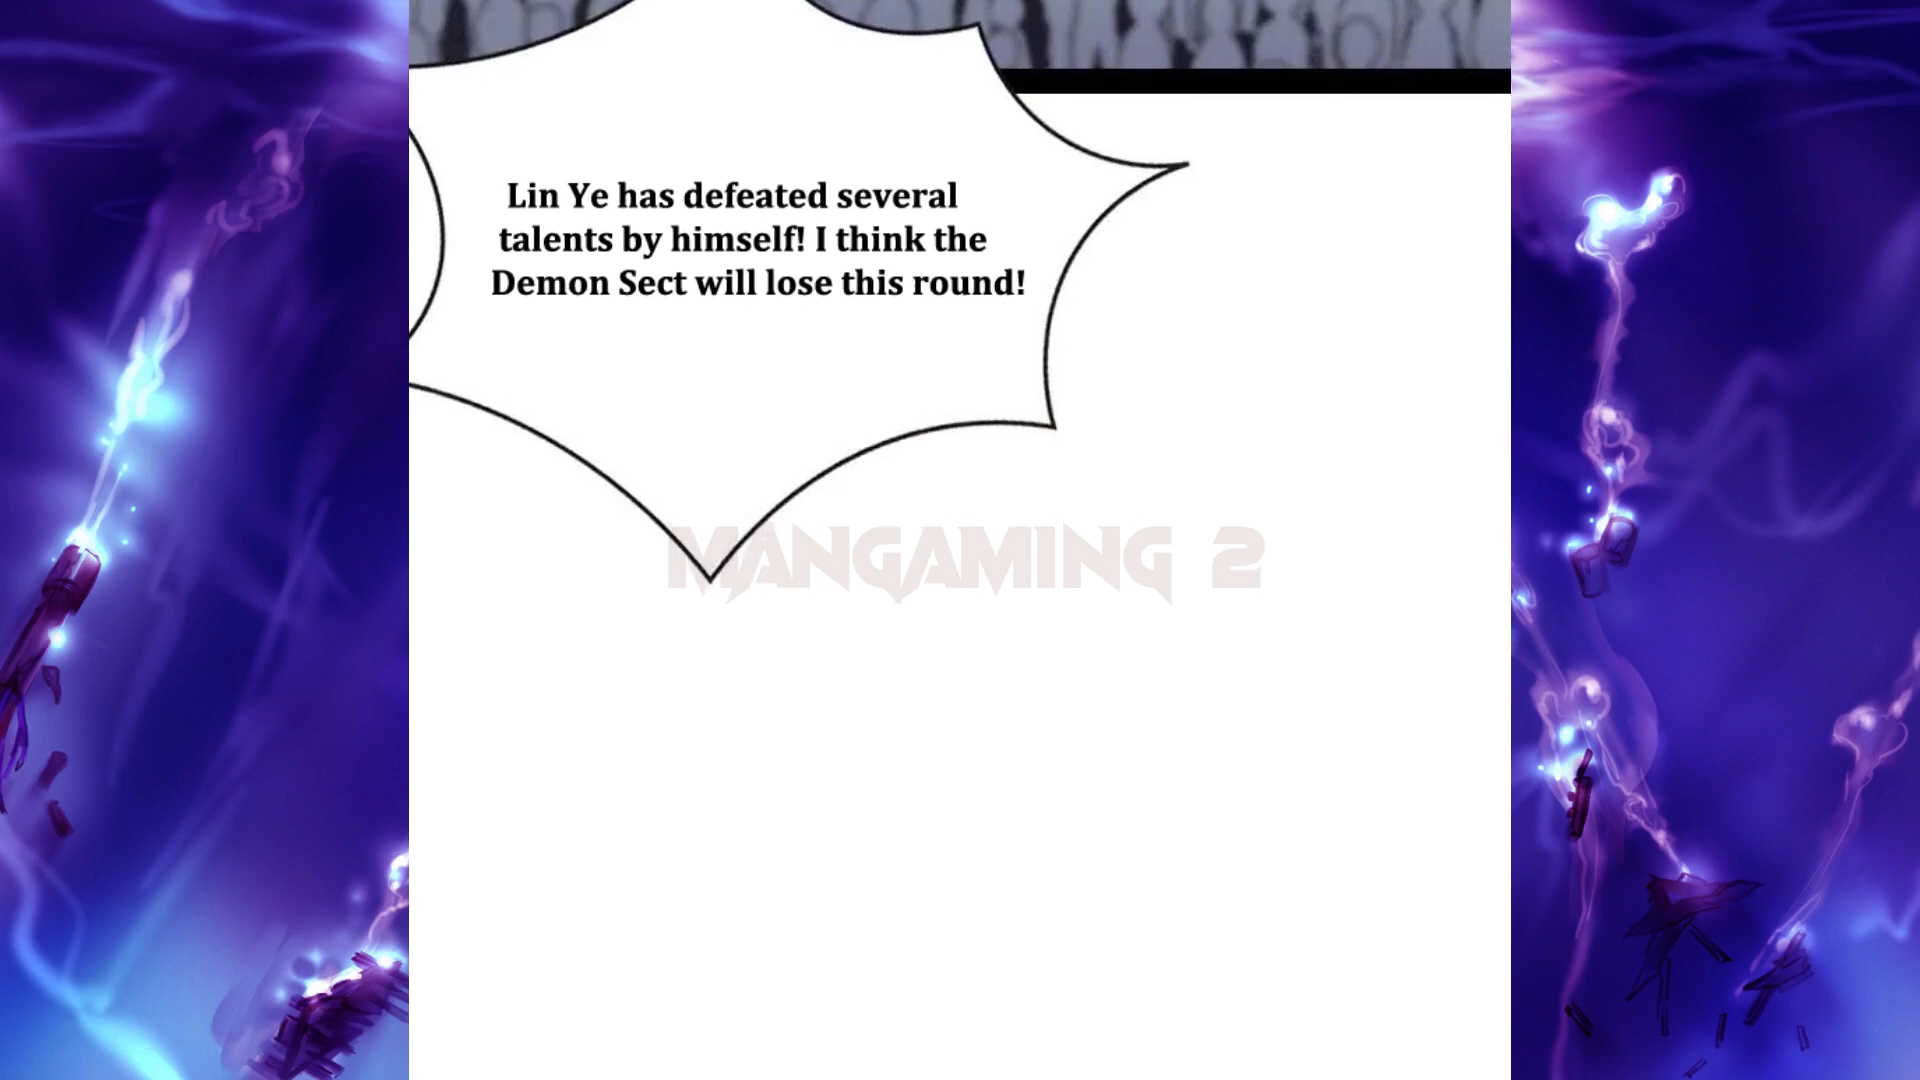 Lin Ye has defeated several
talents by himself! I think the
Demon Sect will lose this round!
MANGAMING 2